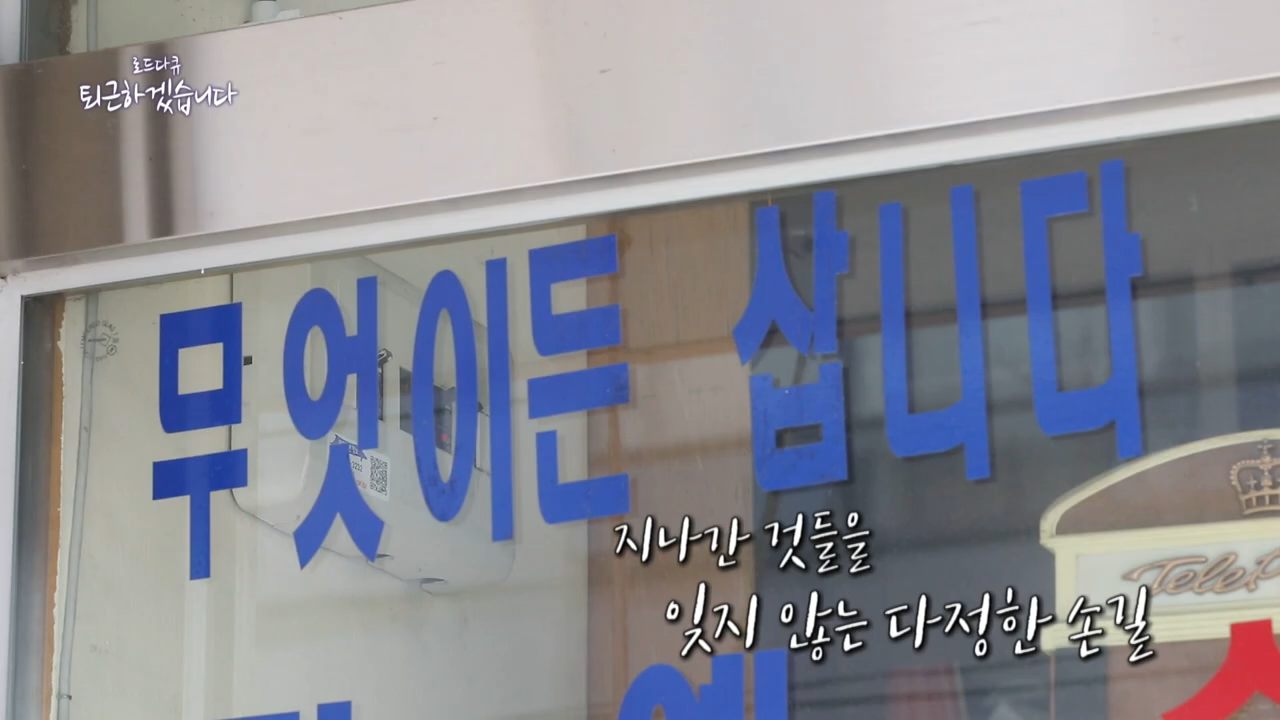 로드다큐
퇴근하겠습니다
무엇이든 삽니다
지나간 것들을
잊지 않는 다정한 손길